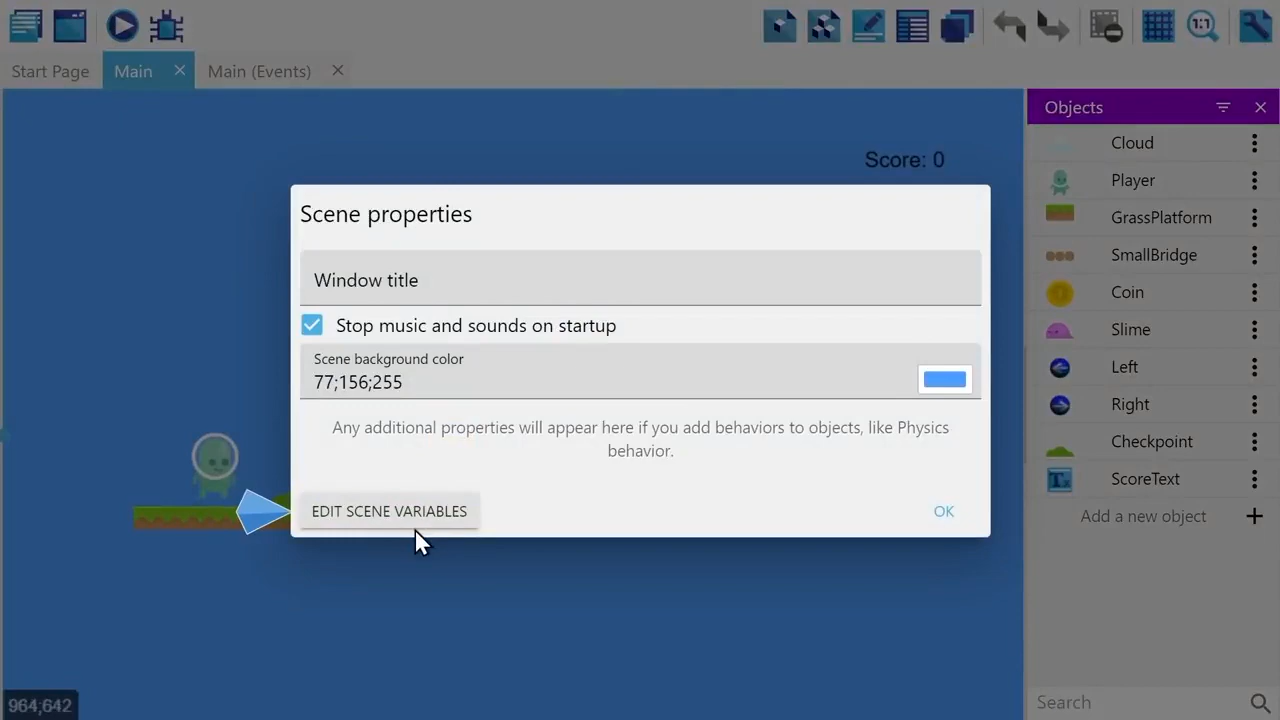 1:1
Start Page
Main
Main (Events)
Objects
Cloud
Player
GrassPlatform
SmallBridge
Coin
Slime
Left
Right
Checkpoint
ScoreText
Add a new object
Search
Score: 0
Scene properties
Window title
Stop music and sounds on startup
Scene background color
77;156;255
Any additional properties will appear here if you add behaviors to objects, like Physics
behavior.
EDIT SCENE VARIABLES
OK
964;642